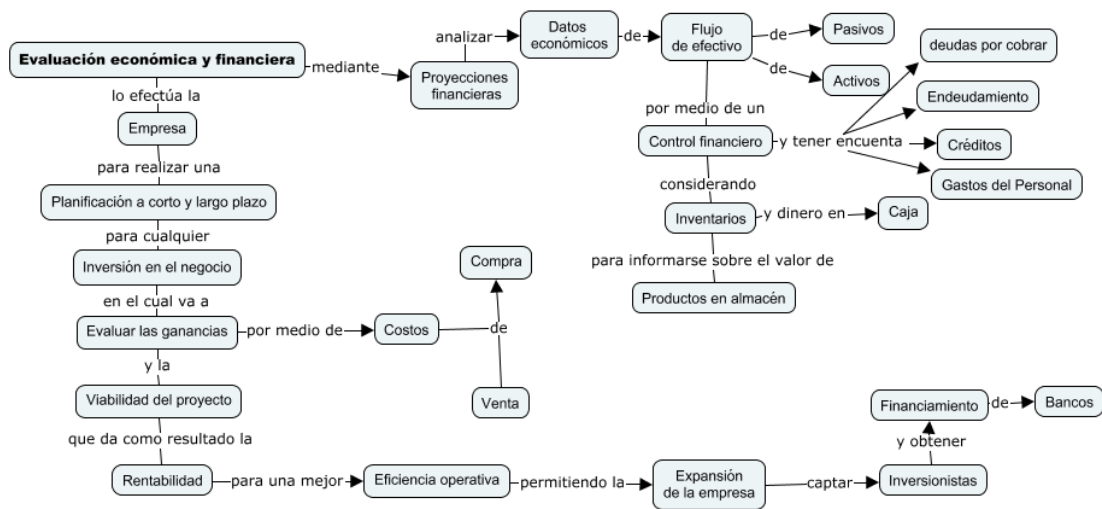 Evaluación económica y financiera
mediante
Proyecciones
financieras
analizar
Datos
económicos
de
Flujo
de efectivo
de
Pasivos
de
Activos
por medio de un
Control financiero
y tener encuenta
deudas por cobrar
Endeudamiento
Créditos
Gastos del Personal
considerando
Inventarios
y dinero en
Caja
para informarse sobre el valor de
Productos en almacén
lo efectúa la
Empresa
para realizar una
Planificación a corto y largo plazo
para cualquier
Inversión en el negocio
en el cual va a
Evaluar las ganancias
por medio de
Costos
de
Compra
Venta
y la
Viabilidad del proyecto
que da como resultado la
Rentabilidad
para una mejor
Eficiencia operativa
permitiendo la
Expansión
de la empresa
captar
Inversionistas
y obtener
Financiamiento
de
Bancos